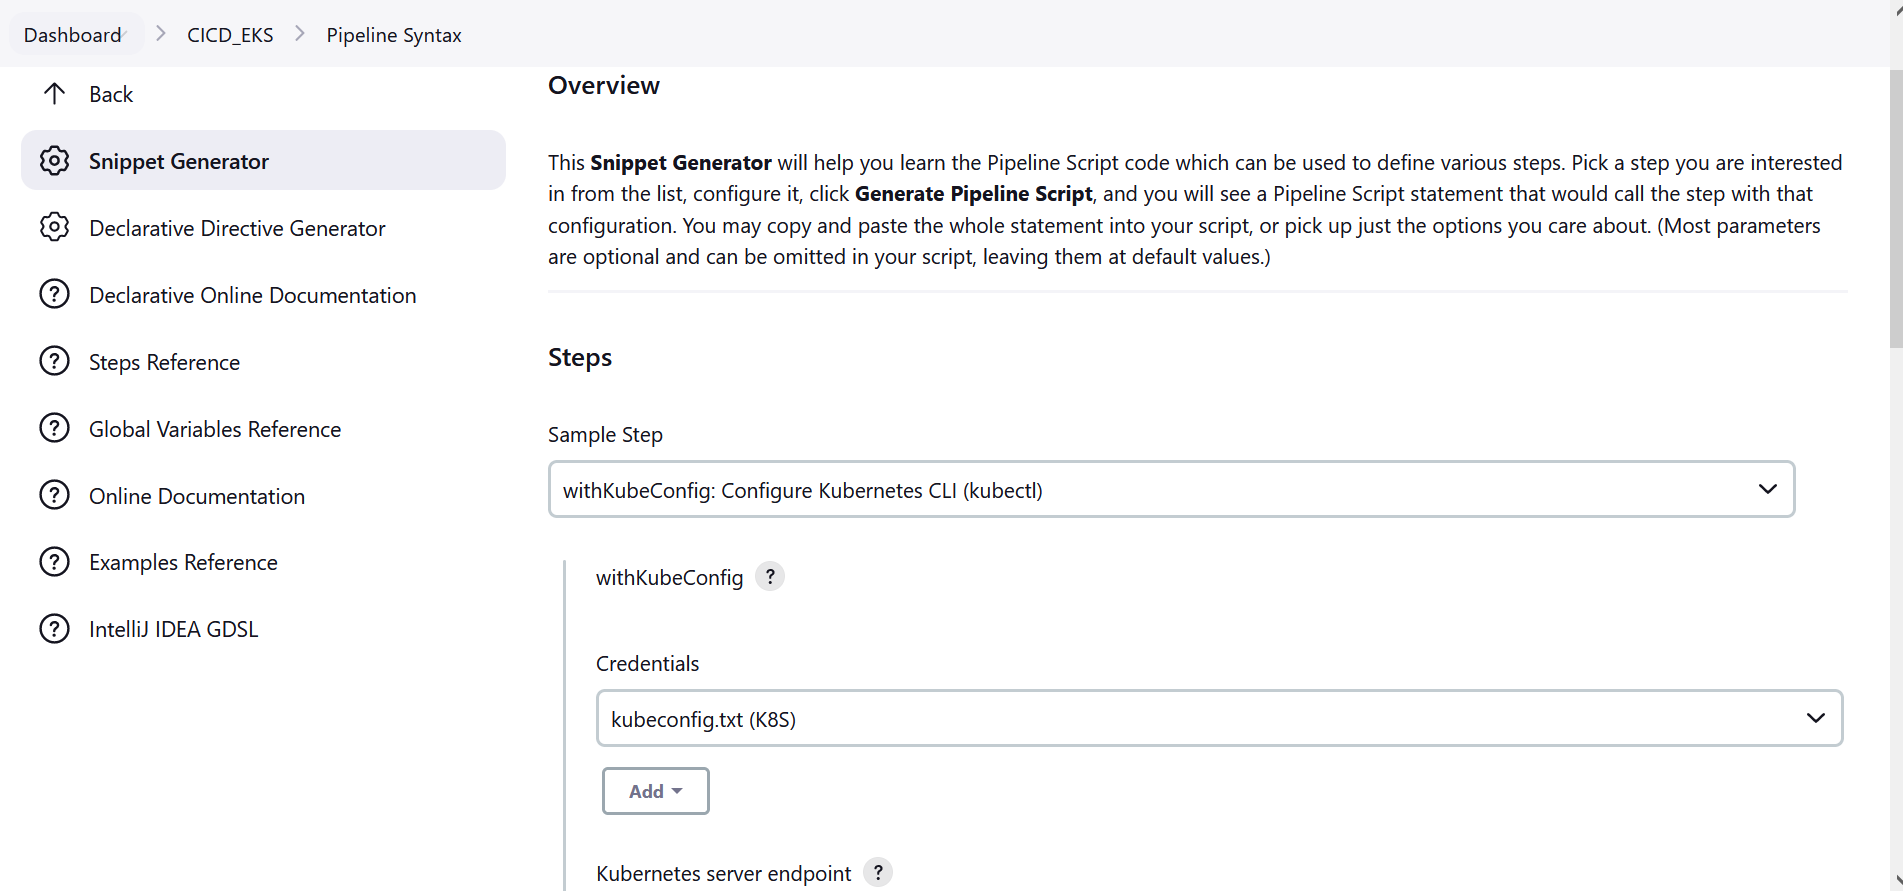 Dashboard > CICD_EKS > Pipeline Syntax
Back
Snippet Generator
Declarative Directive Generator
Declarative Online Documentation
Steps Reference
Global Variables Reference
Online Documentation
Examples Reference
IntelliJ IDEA GDSL
Overview
This Snippet Generator will help you learn the Pipeline Script code which can be used to define various steps. Pick a step you are interested
in from the list, configure it, click Generate Pipeline Script, and you will see a Pipeline Script statement that would call the step with that
configuration. You may copy and paste the whole statement into your script, or pick up just the options you care about. (Most parameters
are optional and can be omitted in your script, leaving them at default values.)
Steps
Sample Step
withKubeConfig: Configure Kubernetes CLI (kubectl)
withKubeConfig ?
Credentials
kubeconfig.txt (K8S)
Add
Kubernetes server endpoint ?